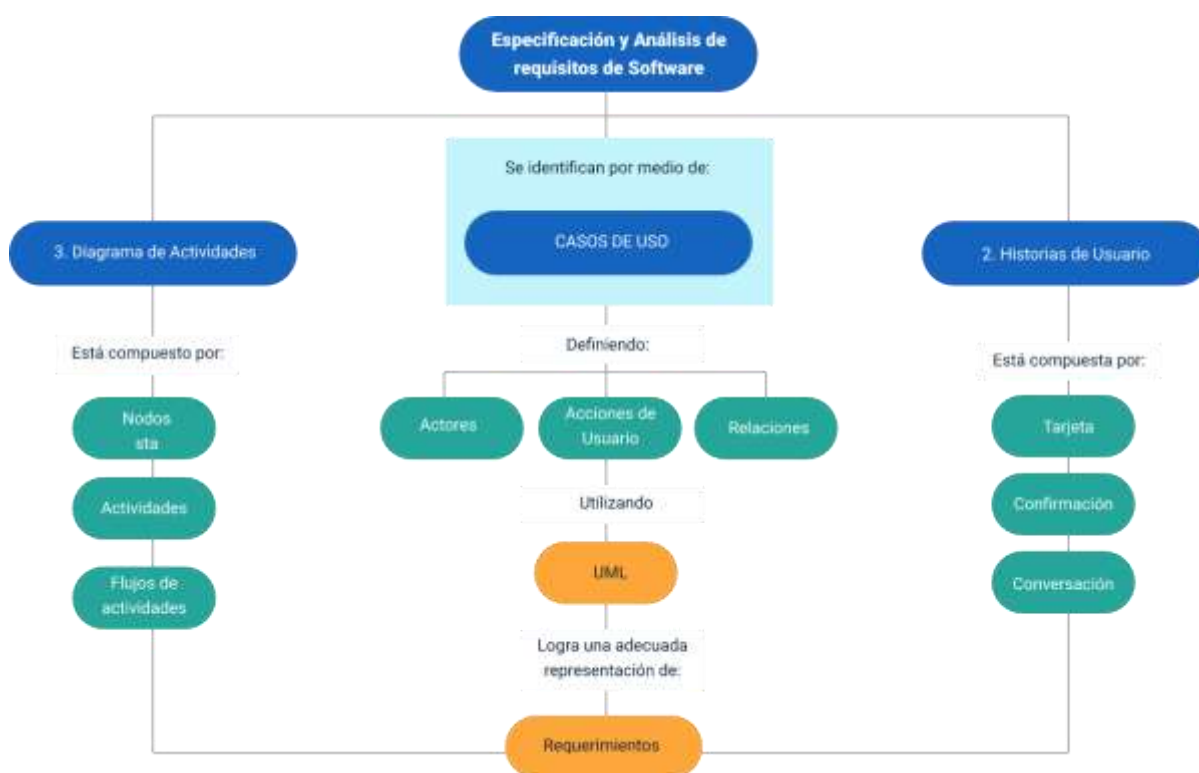 Especificación y Análisis de
requisitos de Software
Se identifican por medio de:
CASOS DE USO
3. Diagrama de Actividades
2. Historias de Usuario
Está compuesto por:
Nodos
sta
Actividades
Flujos de
actividades
Definiendo:
Actores
Acciones de
Usuario
Relaciones
Utilizando
UML
Logra una adecuada
representación de:
Requerimientos
Está compuesta por:
Tarjeta
Confirmación
Conversación